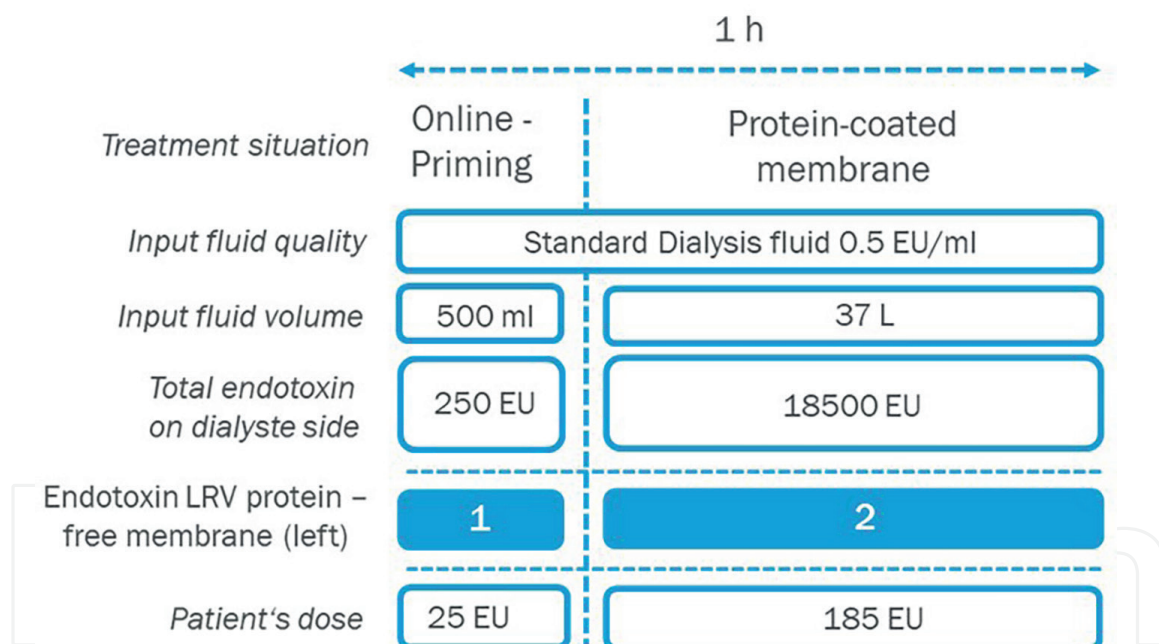 1 h
Treatment situation
Online -
Priming
Protein-coated
membrane
Input fluid quality
Standard Dialysis fluid 0.5 EU/ml
Input fluid volume
500 ml
37 L
Total endotoxin
on dialyste side
250 EU
18500 EU
Endotoxin LRV protein –
free membrane (left)
1
2
Patient‘s dose
25 EU
185 EU